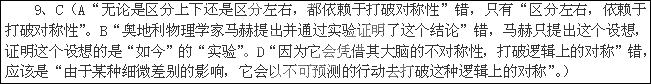 9、C（A“无论是区分上下还是区分左右，都依赖于打破对称性”错，只有“区分左右，依赖于
打破对称性”。B“奥地利物理学家马赫提出并通过实验证明了这个结论”错，马赫只提出这个设想，
证明这个设想的是“如今”的“实验”。D“因为它会凭借其大脑的不对称性，打破逻辑上的对称”错，
应该是“由于某种细微差别的影响，它会以不可预测的行动去打破这种逻辑上的对称”。）